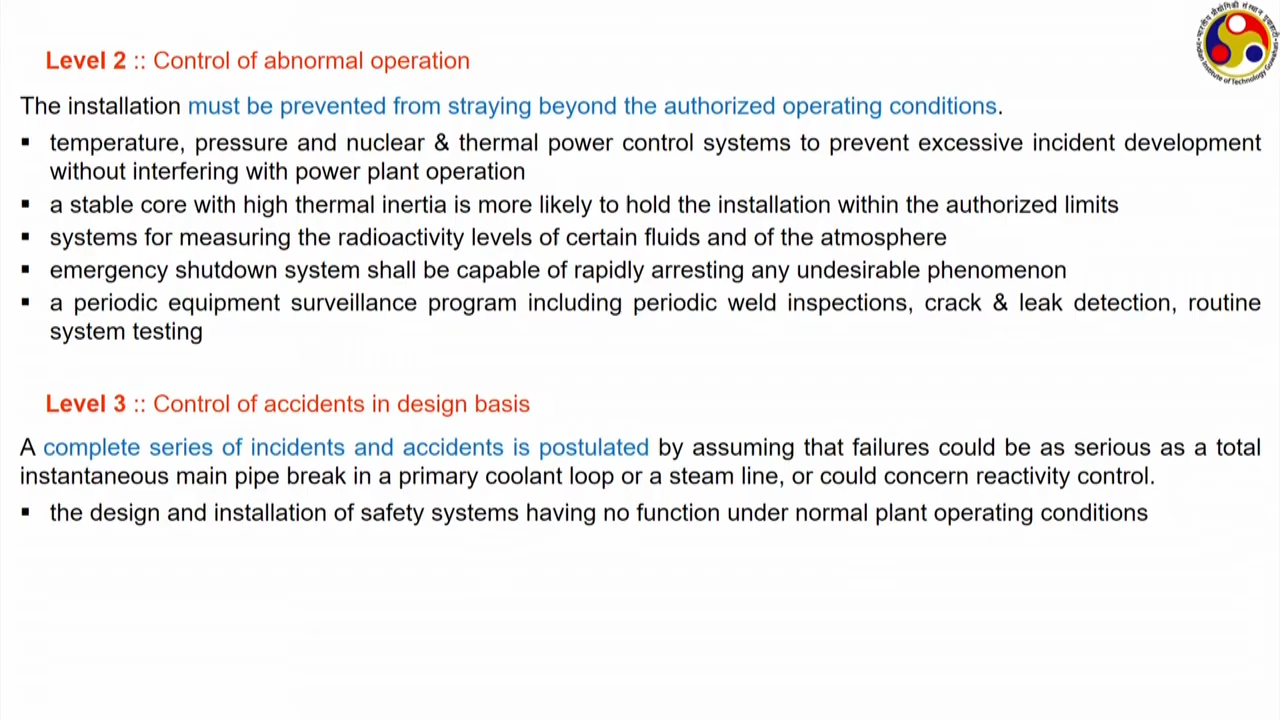 Level 2 :: Control of abnormal operation
The installation must be prevented from straying beyond the authorized operating conditions.
▪ temperature, pressure and nuclear & thermal power control systems to prevent excessive incident development
without interfering with power plant operation
▪ a stable core with high thermal inertia is more likely to hold the installation within the authorized limits
▪ systems for measuring the radioactivity levels of certain fluids and of the atmosphere
▪ emergency shutdown system shall be capable of rapidly arresting any undesirable phenomenon
▪ a periodic equipment surveillance program including periodic weld inspections, crack & leak detection, routine
system testing
Level 3 :: Control of accidents in design basis
A complete series of incidents and accidents is postulated by assuming that failures could be as serious as a total
instantaneous main pipe break in a primary coolant loop or a steam line, or could concern reactivity control.
▪ the design and installation of safety systems having no function under normal plant operating conditions